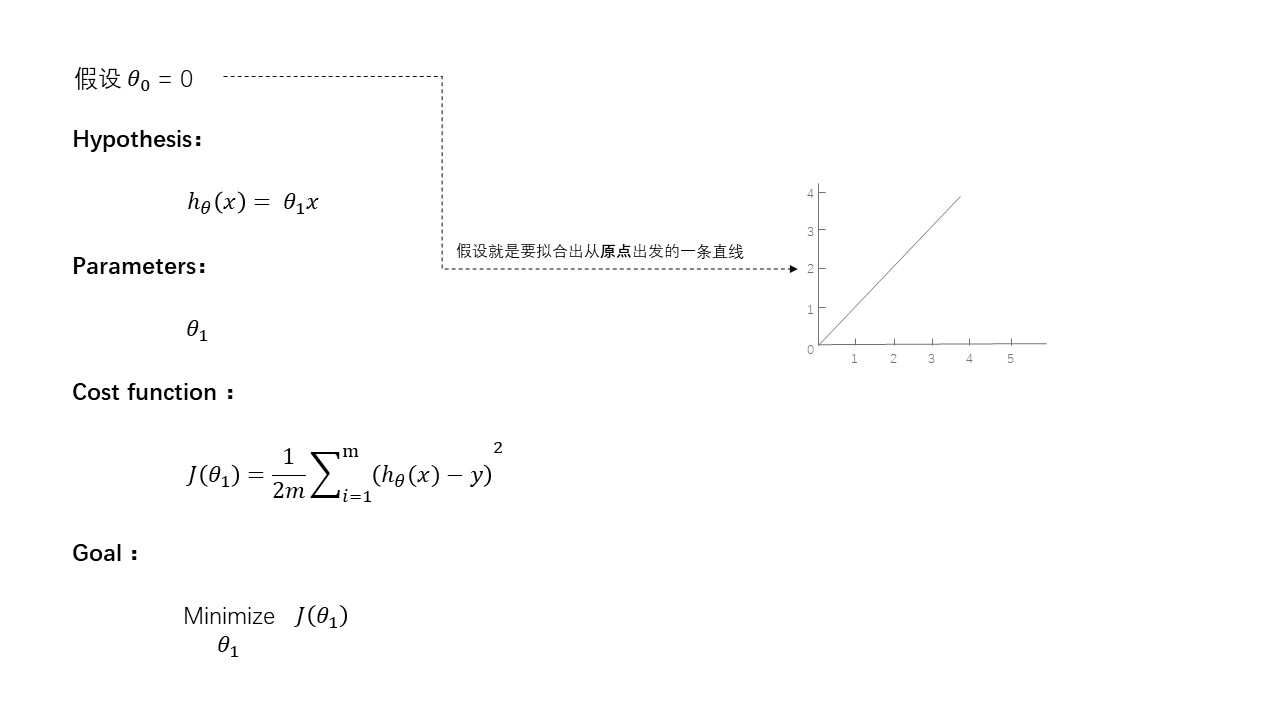 假设 θ₀ = 0
Hypothesis：
h_θ(x) = θ₁x
假设就是要拟合出从原点出发的一条直线
Parameters：
θ₁
Cost function ：
J(θ₁) = 1/2m ∑_{i=1}^{m} (h_θ(x) − y)²
Goal ：
Minimize J(θ₁)
θ₁
4
3
2
1
0
1 2 3 4 5